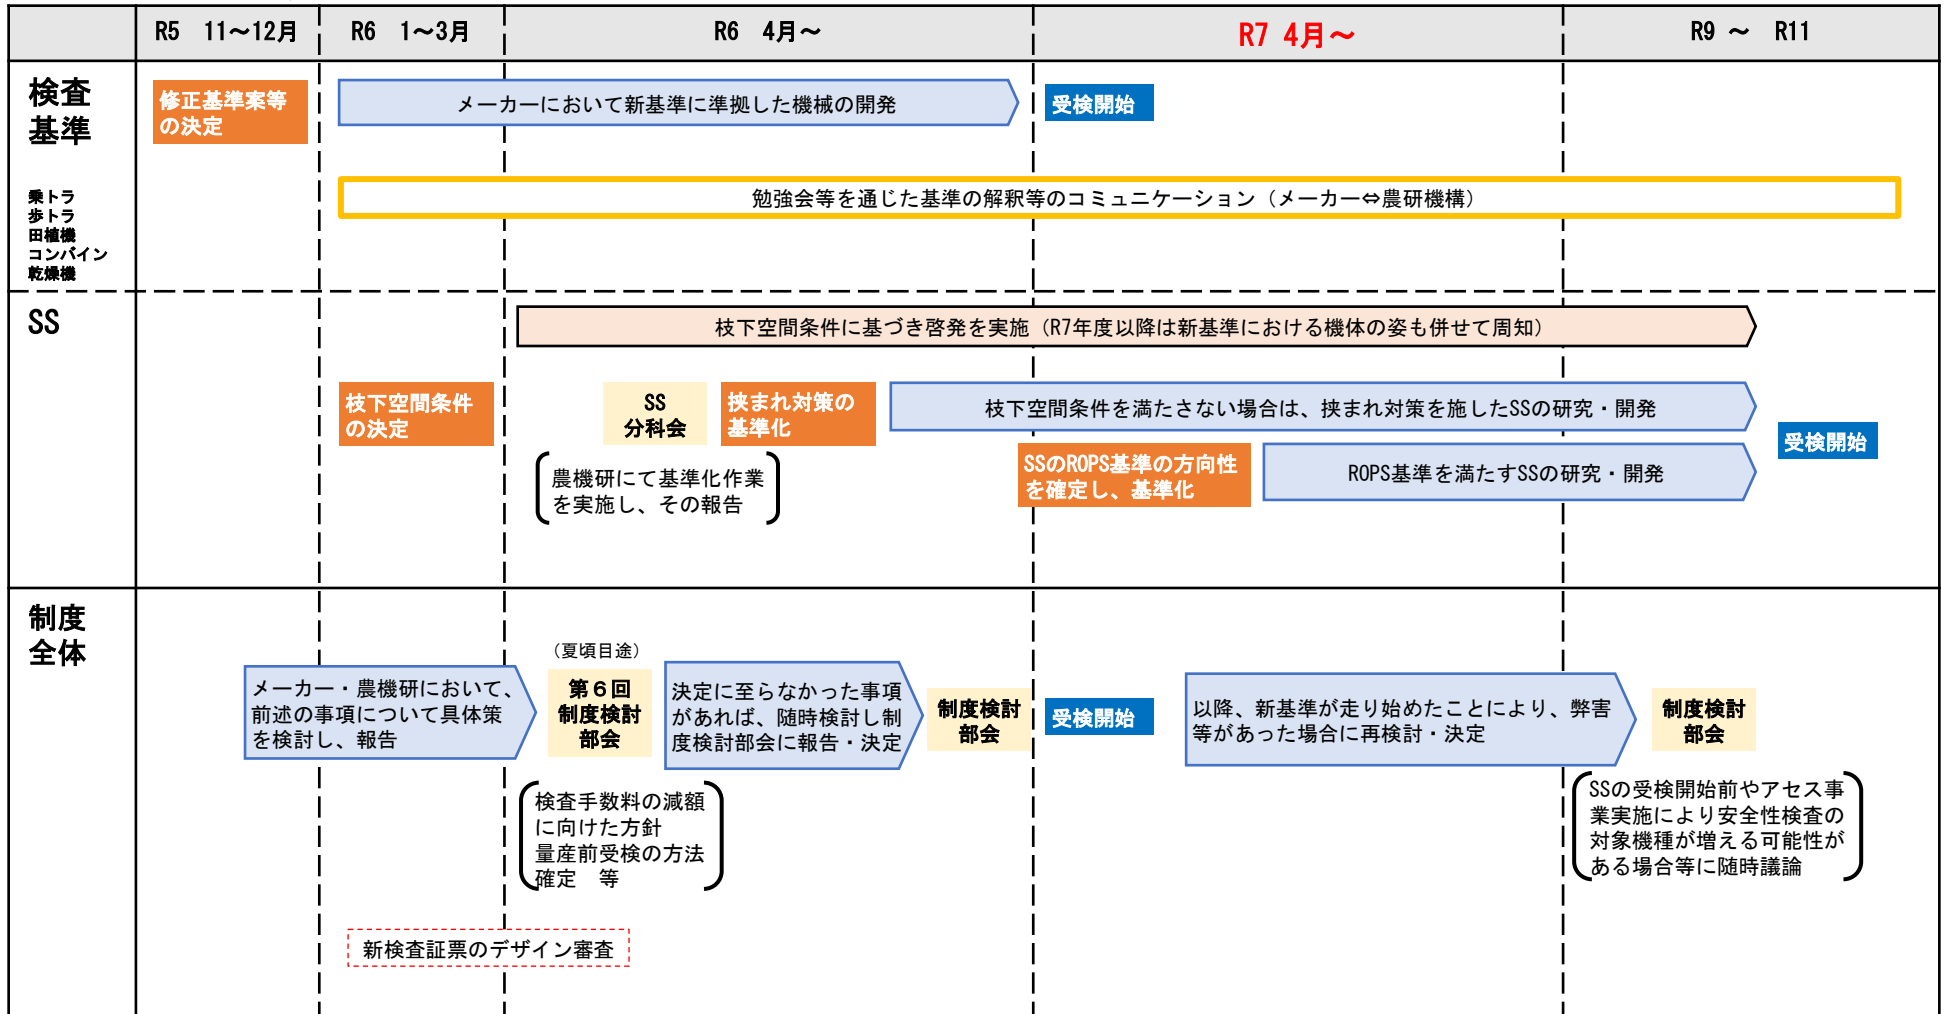 R5　11～12月
R6　1～3月
R6　4月～
R7 4月～
R9 ～ R11
検査
基準
修正基準案等
の決定
メーカーにおいて新基準に準拠した機械の開発
受検開始
勉強会等を通じた基準の解釈等のコミュニケーション（メーカー⇔農研機構）
乗トラ
歩トラ
田植機
コンバイン
乾燥機
SS
枝下空間条件に基づき啓発を実施（R7年度以降は新基準における機体の姿も併せて周知）
枝下空間条件
の決定
SS
分科会
挟まれ対策の
基準化
枝下空間条件を満たさない場合は、挟まれ対策を施したSSの研究・開発
受検開始
農機研にて基準化作業
を実施し、その報告
SSのROPS基準の方向性
を確定し、基準化
ROPS基準を満たすSSの研究・開発
制度
全体
メーカー・農機研において、
前述の事項について具体策
を検討し、報告
（夏頃目途）
第６回
制度検討
部会
決定に至らなかった事項
があれば、随時検討し制
度検討部会に報告・決定
制度検討
部会
受検開始
以降、新基準が走り始めたことにより、弊害
等があった場合に再検討・決定
制度検討
部会
検査手数料の減額
に向けた方針
量産前受検の方法
確定　等
SSの受検開始前やアセス事
業実施により安全性検査の
対象機種が増える可能性が
ある場合等に随時議論
新検査証票のデザイン審査